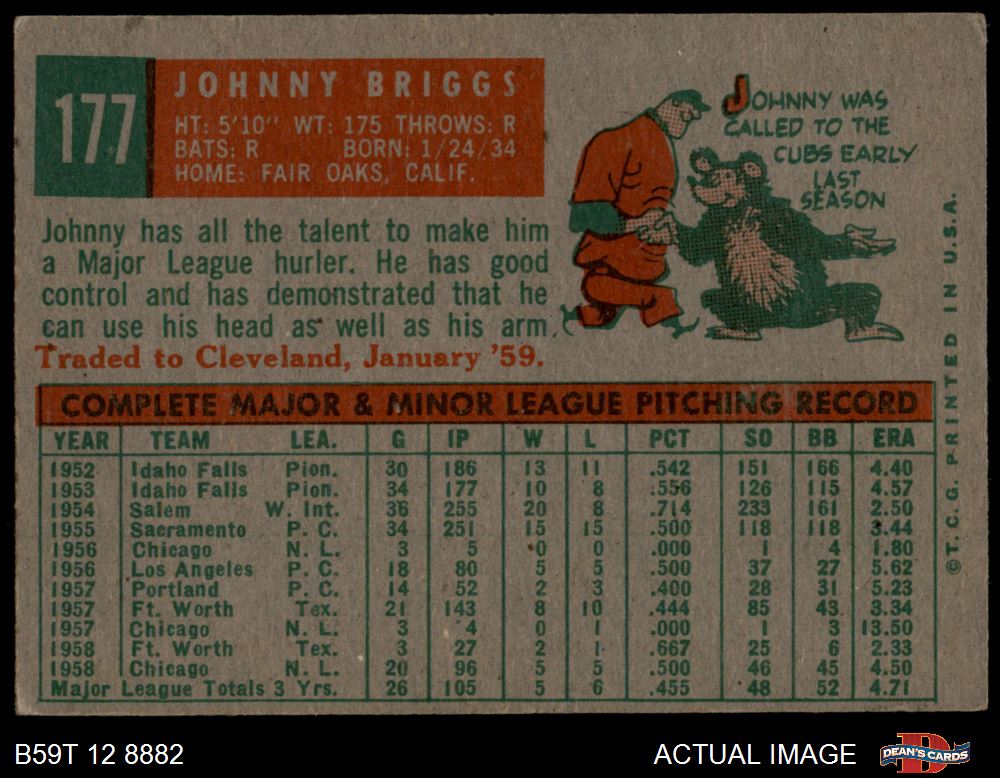 177
JOHNNY BRIGGS
HT: 5'10" WT: 175 THROWS: R
BATS: R BORN: 1/24/34
HOME: FAIR OAKS, CALIF.
JOHNNY WAS
CALLED TO THE
CUBS EARLY
LAST
SEASON
Johnny has all the talent to make him
a Major League hurler. He has good
control and has demonstrated that he
can use his head as well as his arm.
Traded to Cleveland, January '59.
COMPLETE MAJOR & MINOR LEAGUE PITCHING RECORD
YEAR TEAM LEA. G IP W L PCT SO BB ERA
1952 Idaho Falls Pion. 30 186 13 11 .542 151 166 4.40
1953 Idaho Falls Pion. 34 177 10 8 .556 126 115 4.57
1954 Salem W. Int. 36 255 20 8 .714 233 161 2.50
1955 Sacramento P. C. 34 251 15 15 .500 118 118 3.44
1956 Chicago N. L. 3 5 0 0 .000 1 4 1.80
1956 Los Angeles P. C. 18 80 5 5 .500 37 27 5.62
1957 Portland P. C. 14 52 2 3 .400 28 31 5.23
1957 Ft. Worth Tex. 21 143 8 10 .444 85 43 3.34
1957 Chicago N. L. 3 4 0 1 .000 1 3 13.50
1958 Ft. Worth Tex. 3 27 2 1 .667 25 6 2.33
1958 Chicago N. L. 20 96 5 5 .500 46 45 4.50
Major League Totals 3 Yrs. 26 105 5 6 .455 48 52 4.71
© T. C. G. PRINTED IN U.S.A.
B59T 12 8882
ACTUAL IMAGE
DEAN'S CARDS